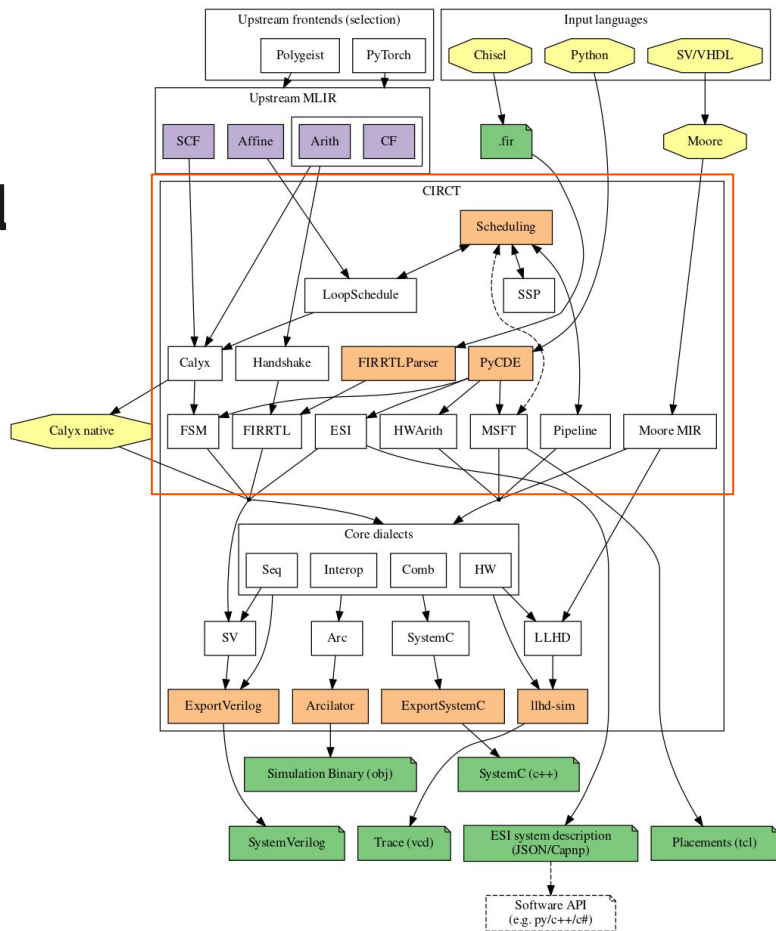 Upstream frontends (selection)
Input languages
Polygeist
PyTorch
Chisel
Python
SV/VHDL
Upstream MLIR
SCF
Affine
Arith
CF
.fir
Moore
CIRCT
Scheduling
LoopSchedule
SSP
Calyx
Handshake
FIRRTLParser
PyCDE
Calyx native
FSM
FIRRTL
ESI
HWArith
MSFT
Pipeline
Moore MIR
Core dialects
Seq
Interop
Comb
HW
SV
Arc
SystemC
LLHD
ExportVerilog
Arcilator
ExportSystemC
llhd-sim
Simulation Binary (obj)
SystemC (c++)
SystemVerilog
Trace (vcd)
ESI system description
(JSON/Capnp)
Placements (tcl)
Software API
(e.g. py/c++/c#)